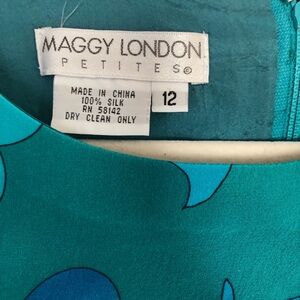 MAGGY LONDON
PETITES©
MADE IN CHINA
100% SILK
RN 58142
DRY CLEAN ONLY
12